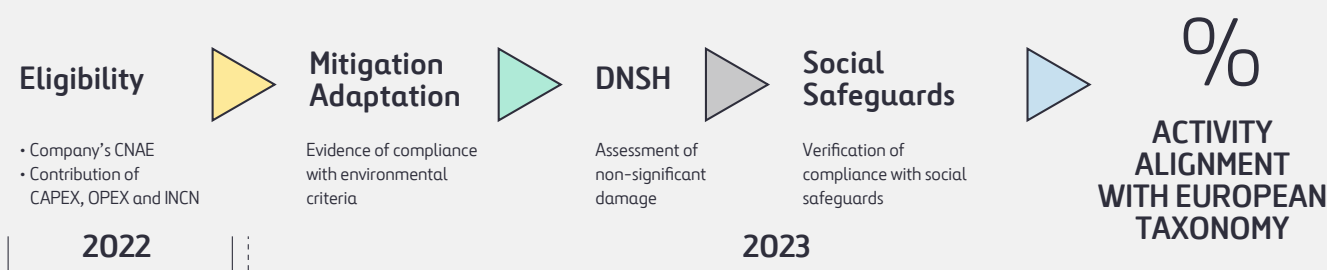 Eligibility
• Company's CNAE
• Contribution of
CAPEX, OPEX and INCN
Mitigation
Adaptation
Evidence of compliance
with environmental
criteria
DNSH
Assessment of
non-significant
damage
Social
Safeguards
Verification of
compliance with social
safeguards
%
ACTIVITY
ALIGNMENT
WITH EUROPEAN
TAXONOMY
2022
2023